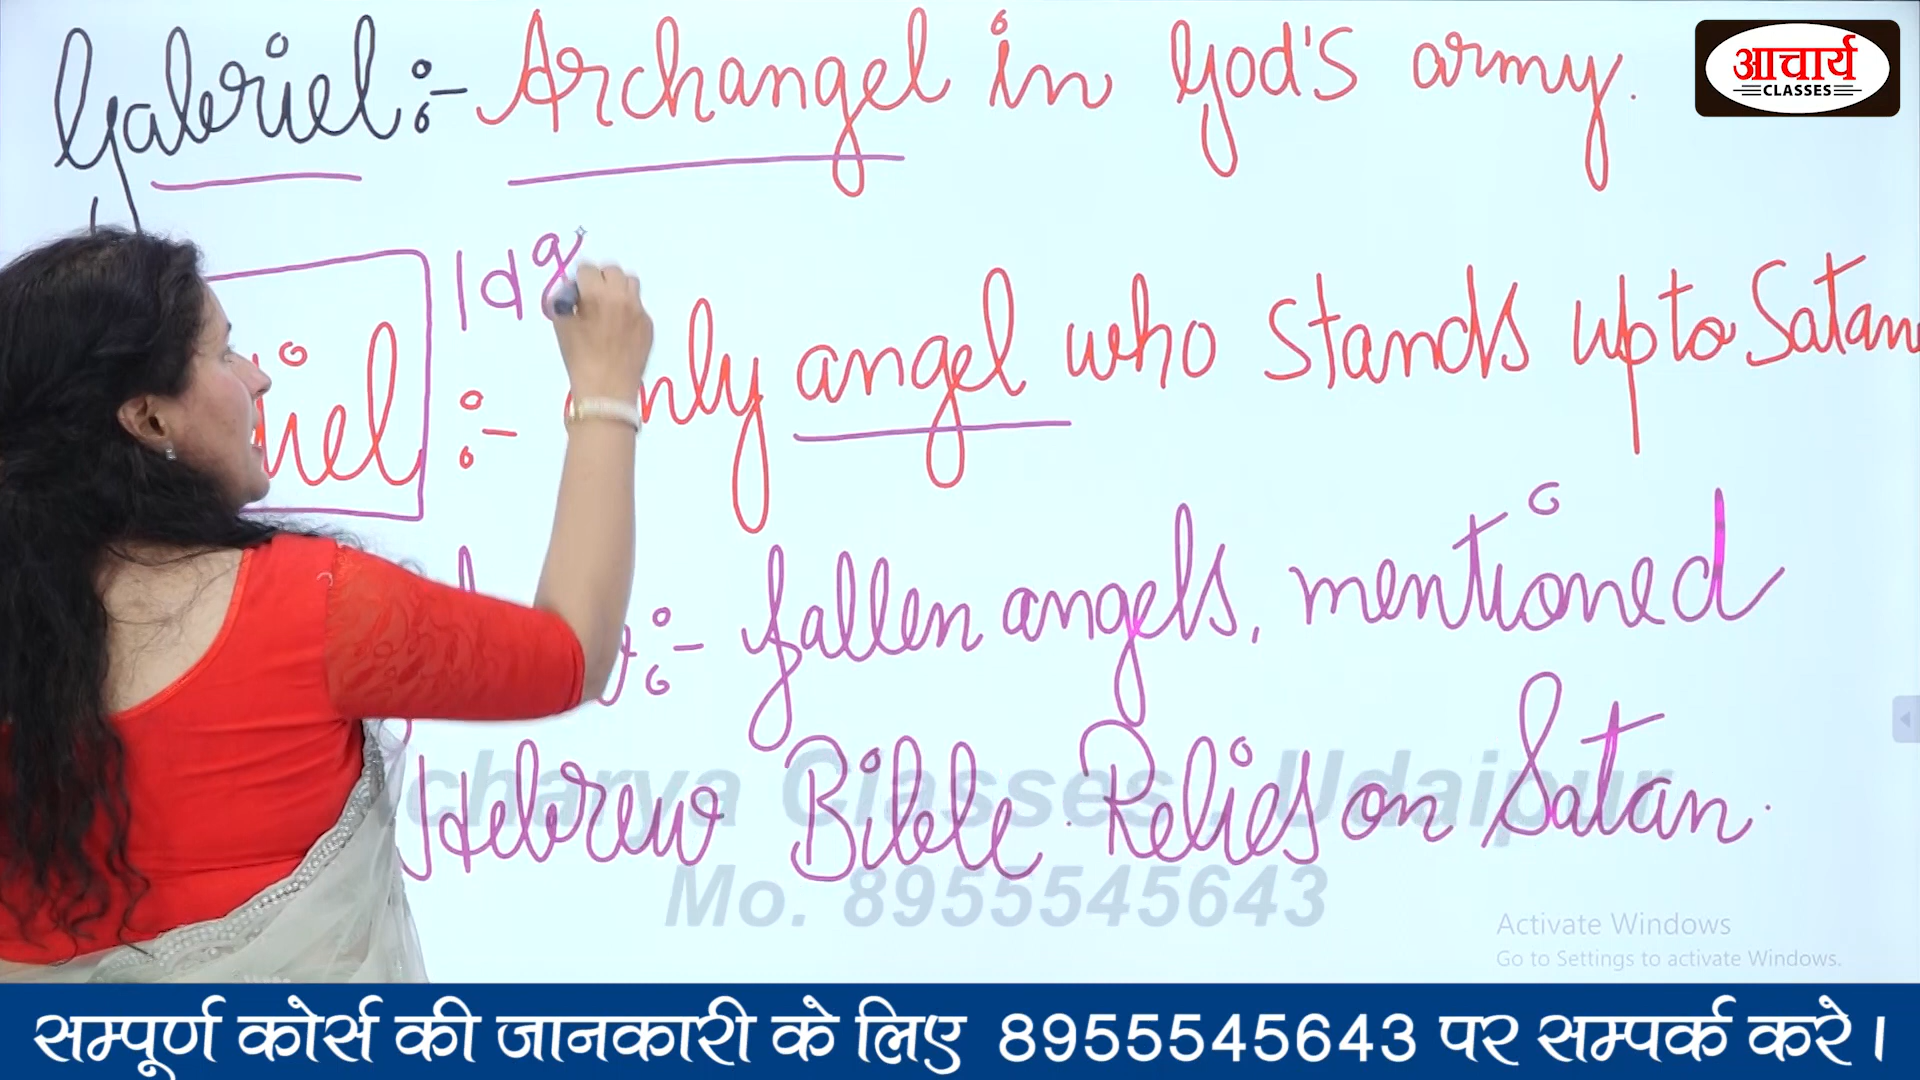 Gabriel :- Archangel in God's army.
आचार्य
CLASSES
:- only angel who stands up to Satan
:- fallen angels, mentioned
Hebrew Bible. Relies on Satan.
Acharya Classes, Udaipur
Mo. 8955545643
Activate Windows
Go to Settings to activate Windows.
सम्पूर्ण कोर्स की जानकारी के लिए 8955545643 पर सम्पर्क करे।